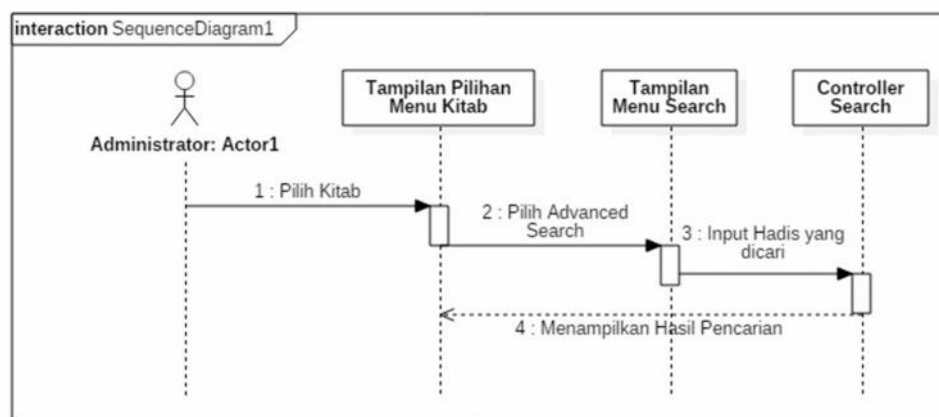 interaction SequenceDiagram1
Tampilan Pilihan
Menu Kitab
Tampilan
Menu Search
Controller
Search
Administrator: Actor1
1 : Pilih Kitab
2 : Pilih Advanced
Search
3 : Input Hadis yang
dicari
4 : Menampilkan Hasil Pencarian